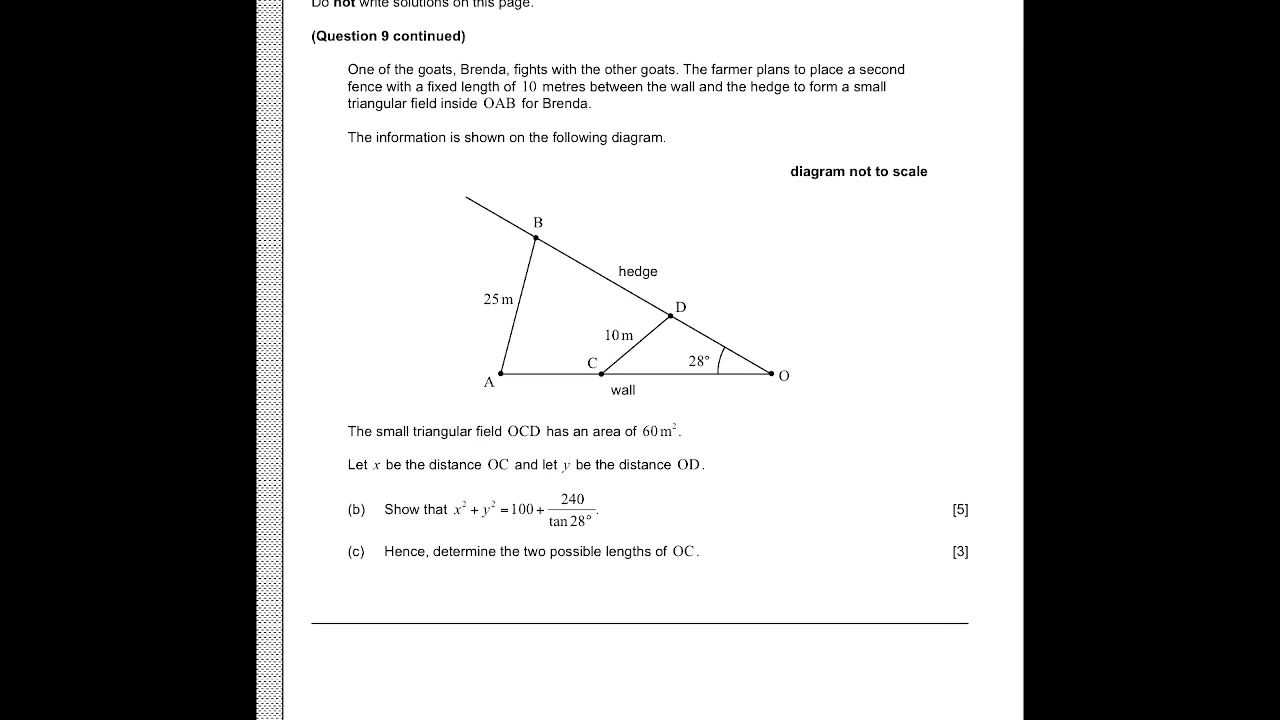 Do not write solutions on this page.
(Question 9 continued)
One of the goats, Brenda, fights with the other goats. The farmer plans to place a second
fence with a fixed length of 10 metres between the wall and the hedge to form a small
triangular field inside OAB for Brenda.
The information is shown on the following diagram.
diagram not to scale
B
hedge
25 m
D
10 m
C
28°
A
O
wall
The small triangular field OCD has an area of 60 m².
Let x be the distance OC and let y be the distance OD.
(b) Show that x² + y² = 100 + 240 / tan 28°. [5]
(c) Hence, determine the two possible lengths of OC. [3]